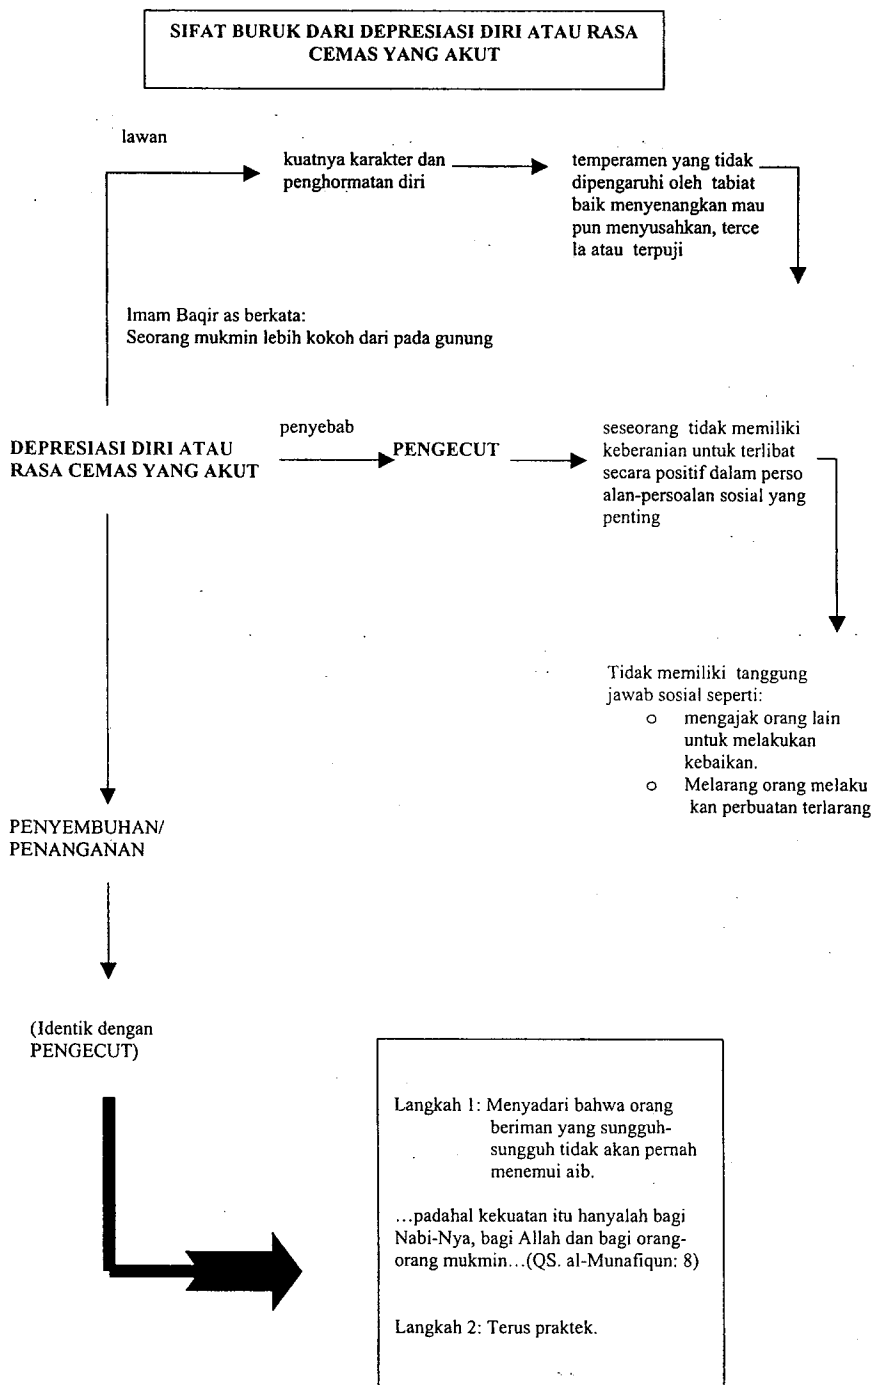 SIFAT BURUK DARI DEPRESIASI DIRI ATAU RASA
CEMAS YANG AKUT
lawan
kuatnya karakter dan
penghormatan diri
temperamen yang tidak
dipengaruhi oleh tabiat
baik menyenangkan mau
pun menyusahkan, terce
la atau terpuji
Imam Baqir as berkata:
Seorang mukmin lebih kokoh dari pada gunung
DEPRESIASI DIRI ATAU
RASA CEMAS YANG AKUT
penyebab
PENGECUT
seseorang tidak memiliki
keberanian untuk terlibat
secara positif dalam perso
alan-persoalan sosial yang
penting
Tidak memiliki tanggung
jawab sosial seperti:
o mengajak orang lain
untuk melakukan
kebaikan.
o Melarang orang melaku
kan perbuatan terlarang
PENYEMBUHAN/
PENANGANAN
(Identik dengan
PENGECUT)
Langkah 1: Menyadari bahwa orang
beriman yang sungguh-
sungguh tidak akan pernah
menemui aib.
…padahal kekuatan itu hanyalah bagi
Nabi-Nya, bagi Allah dan bagi orang-
orang mukmin…(QS. al-Munafiqun: 8)
Langkah 2: Terus praktek.